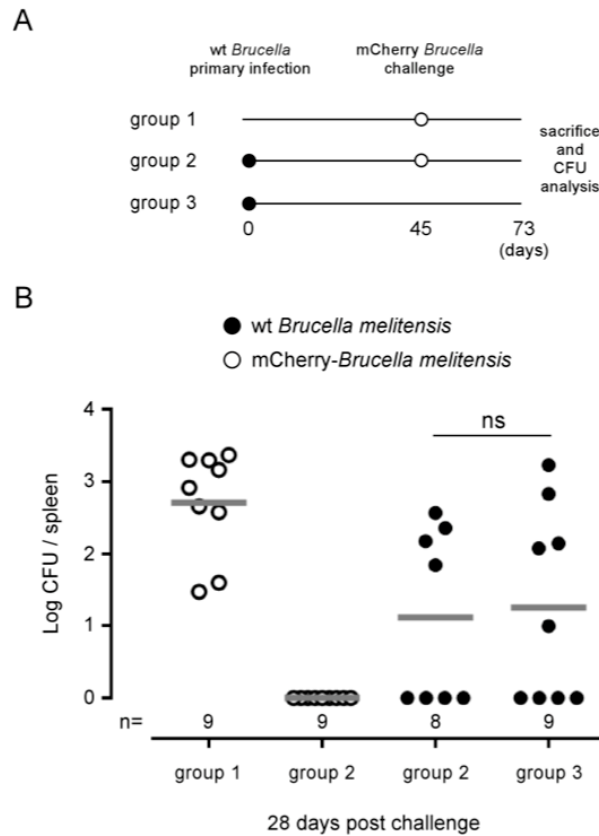 A
wt Brucella
primary infection
mCherry Brucella
challenge
group 1
group 2
group 3
sacrifice
and
CFU
analysis
0 45 73
(days)
B
wt Brucella melitensis
mCherry-Brucella melitensis
Log CFU / spleen
4
3
2
1
0
ns
n= 9 9 8 9
group 1 group 2 group 2 group 3
28 days post challenge